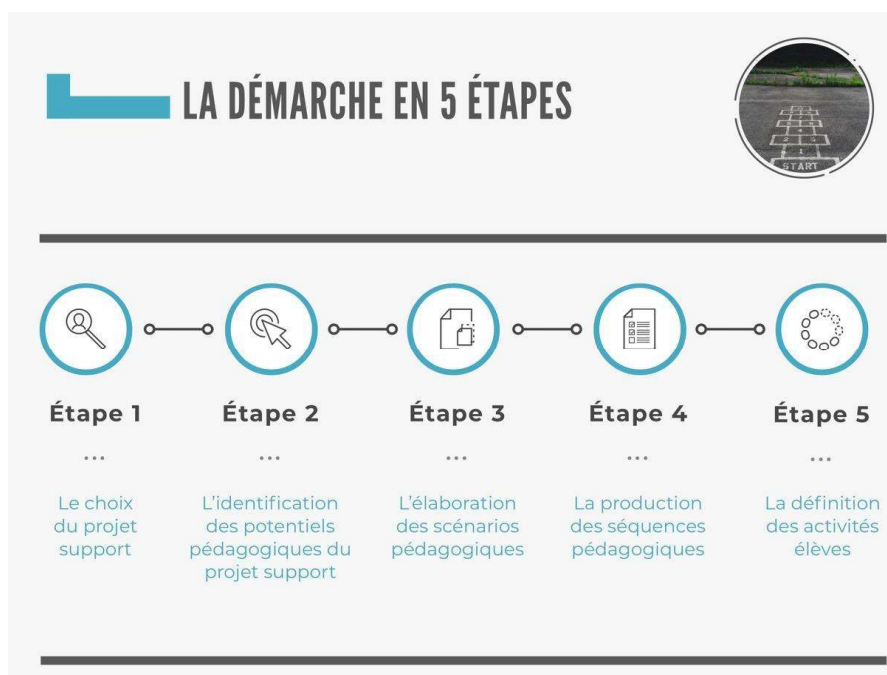 LA DÉMARCHE EN 5 ÉTAPES
START
Étape 1
...
Le choix
du projet
support
Étape 2
...
L'identification
des potentiels
pédagogiques du
projet support
Étape 3
...
L'élaboration
des scénarios
pédagogiques
Étape 4
...
La production
des séquences
pédagogiques
Étape 5
...
La définition
des activités
élèves